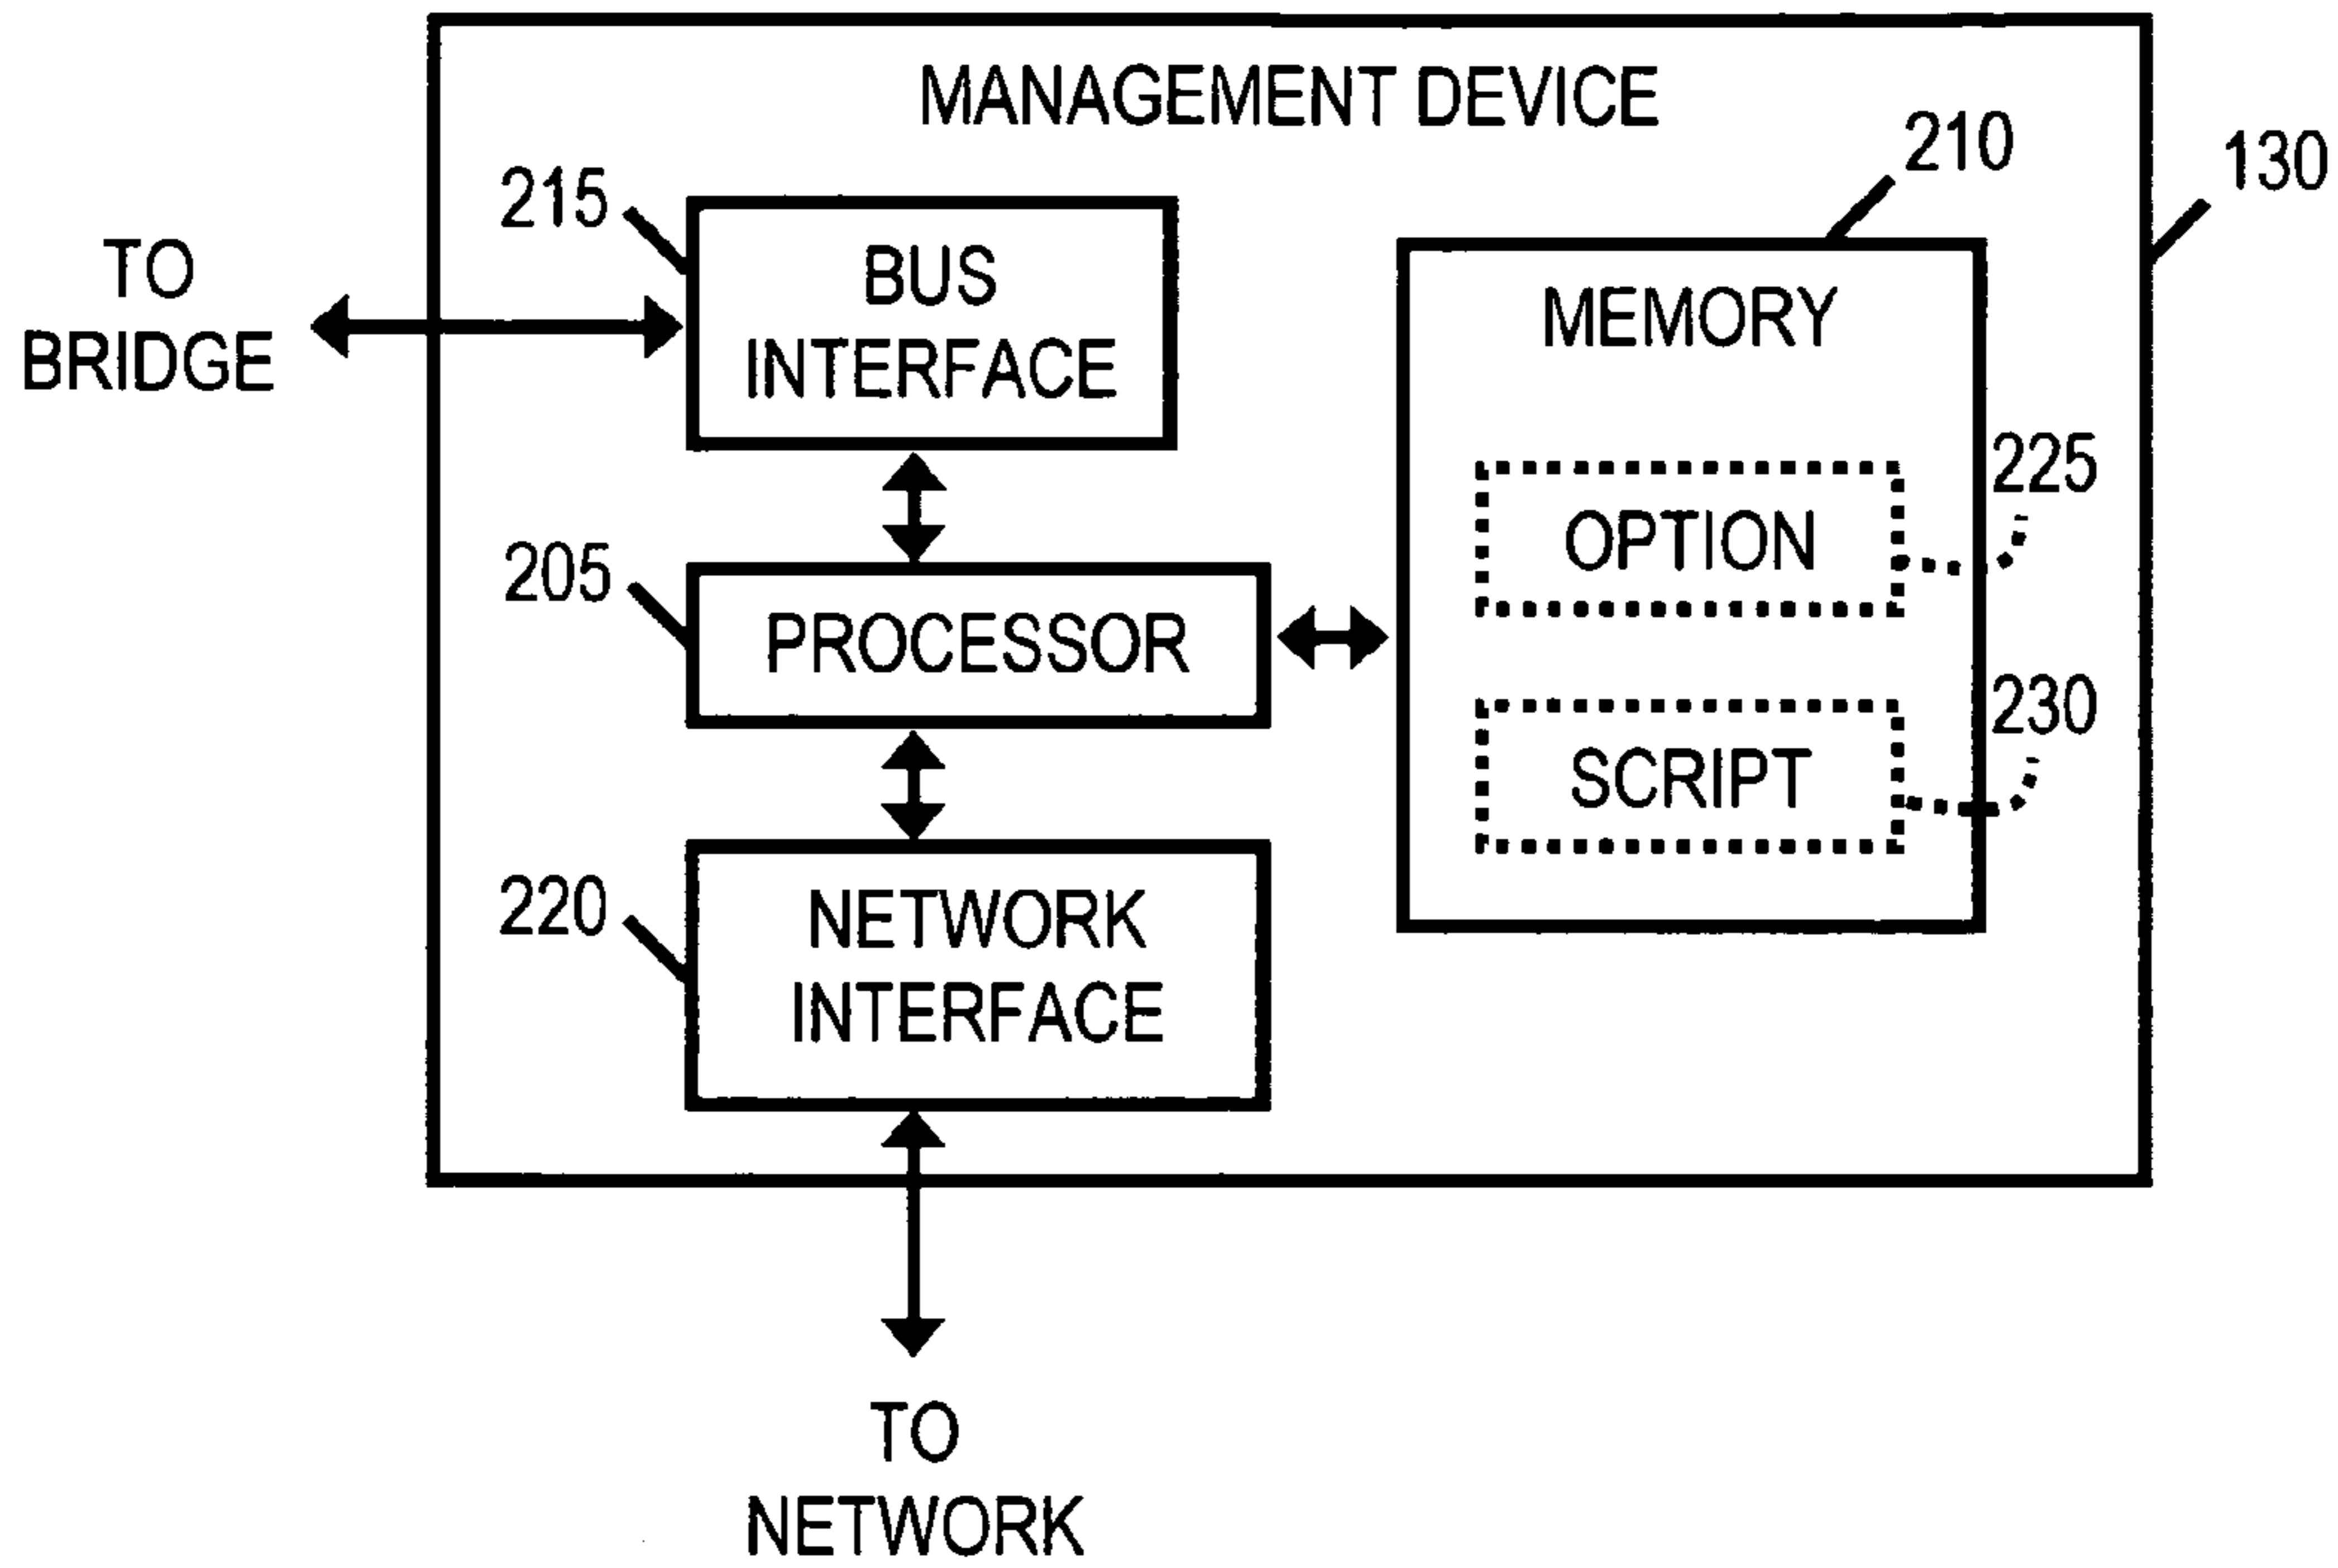 MANAGEMENT DEVICE
210
130
215
TO
BRIDGE
BUS
INTERFACE
MEMORY
225
OPTION
205
PROCESSOR
230
SCRIPT
220
NETWORK
INTERFACE
TO
NETWORK